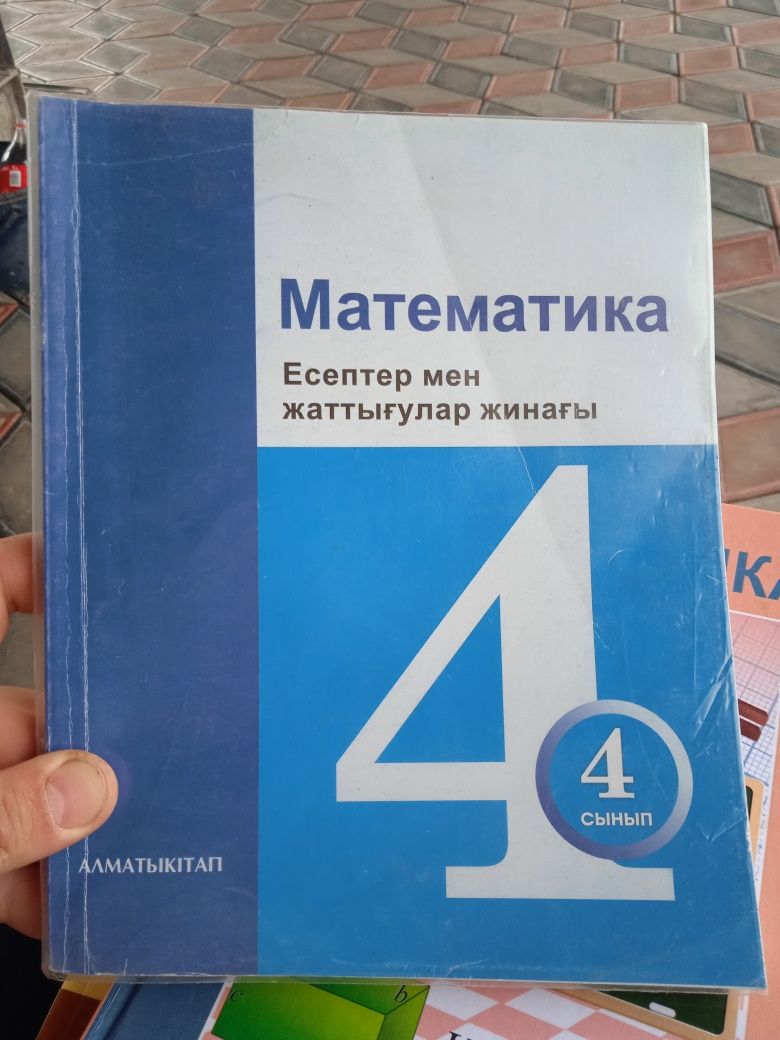 Математика
Есептер мен
жаттығулар жинағы
4
4
СЫНЫП
АЛМАТЫКІТАП
c
b